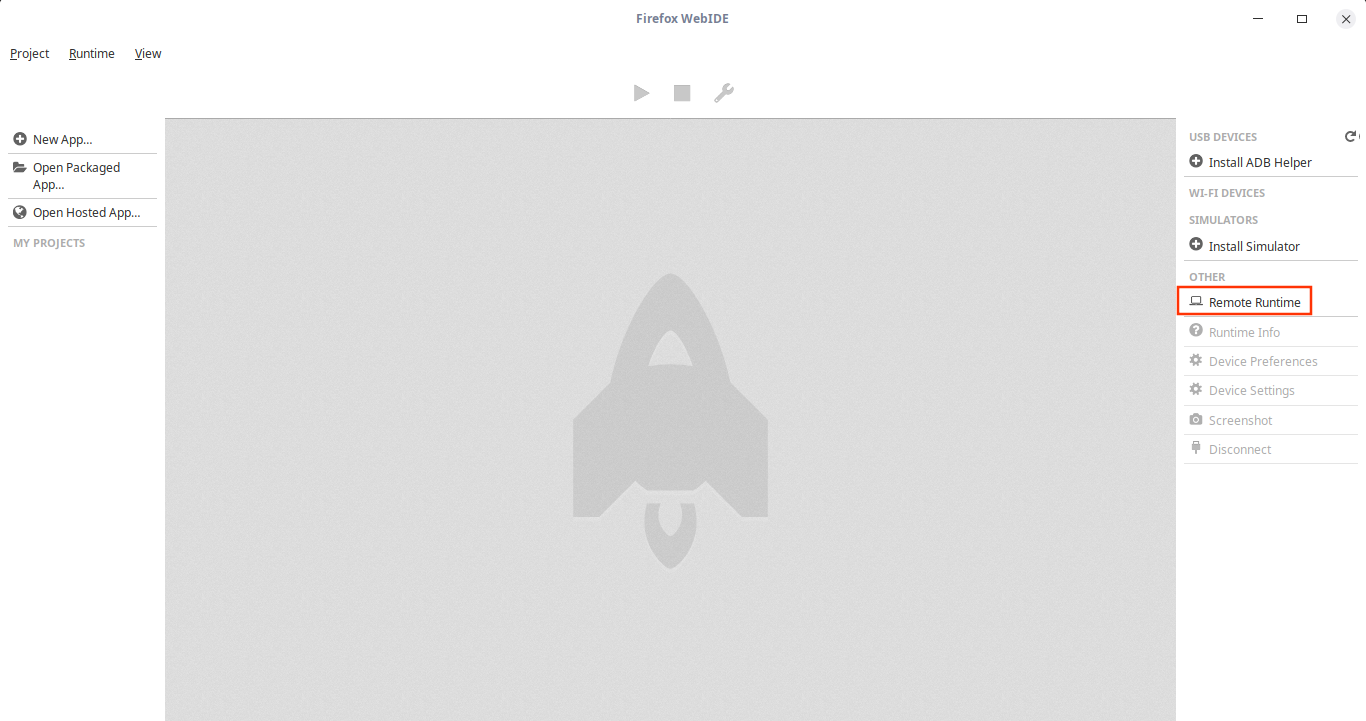 Firefox WebIDE
Project Runtime View
New App...
Open Packaged
App...
Open Hosted App...
MY PROJECTS
USB DEVICES
Install ADB Helper
WI-FI DEVICES
SIMULATORS
Install Simulator
OTHER
Remote Runtime
Runtime Info
Device Preferences
Device Settings
Screenshot
Disconnect